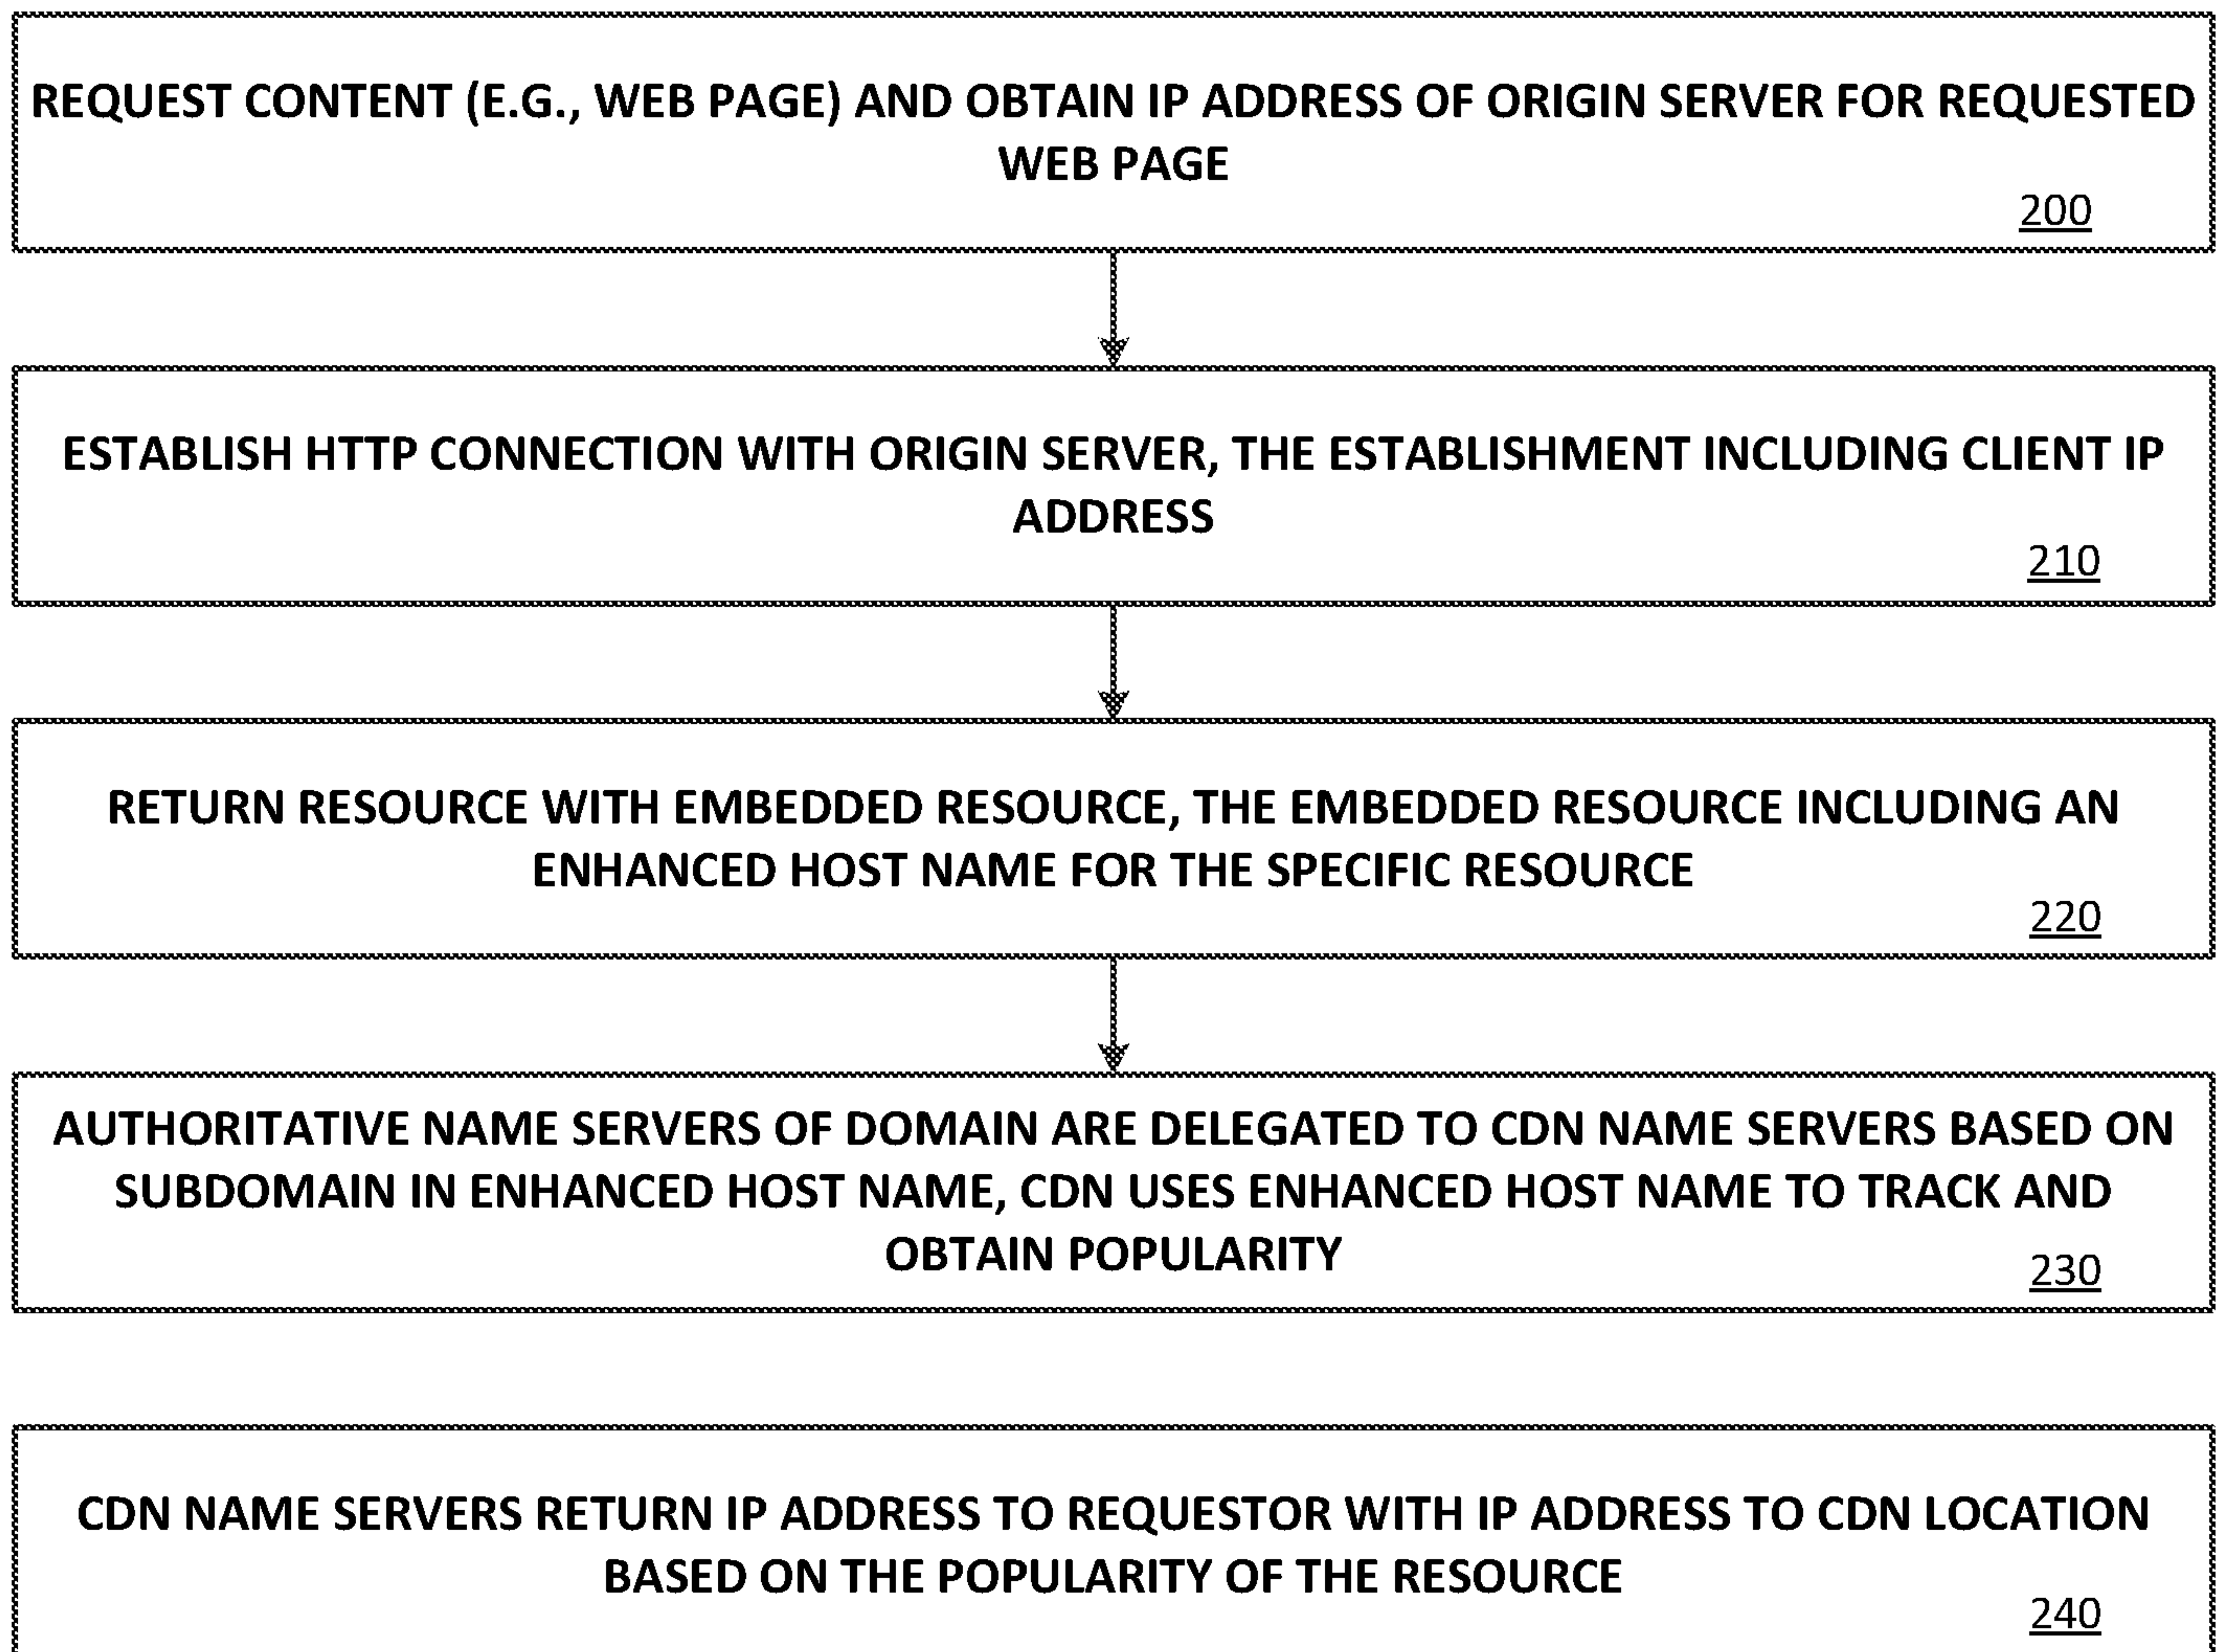 REQUEST CONTENT (E.G., WEB PAGE) AND OBTAIN IP ADDRESS OF ORIGIN SERVER FOR REQUESTED
WEB PAGE
200
ESTABLISH HTTP CONNECTION WITH ORIGIN SERVER, THE ESTABLISHMENT INCLUDING CLIENT IP
ADDRESS
210
RETURN RESOURCE WITH EMBEDDED RESOURCE, THE EMBEDDED RESOURCE INCLUDING AN
ENHANCED HOST NAME FOR THE SPECIFIC RESOURCE
220
AUTHORITATIVE NAME SERVERS OF DOMAIN ARE DELEGATED TO CDN NAME SERVERS BASED ON
SUBDOMAIN IN ENHANCED HOST NAME, CDN USES ENHANCED HOST NAME TO TRACK AND
OBTAIN POPULARITY
230
CDN NAME SERVERS RETURN IP ADDRESS TO REQUESTOR WITH IP ADDRESS TO CDN LOCATION
BASED ON THE POPULARITY OF THE RESOURCE
240